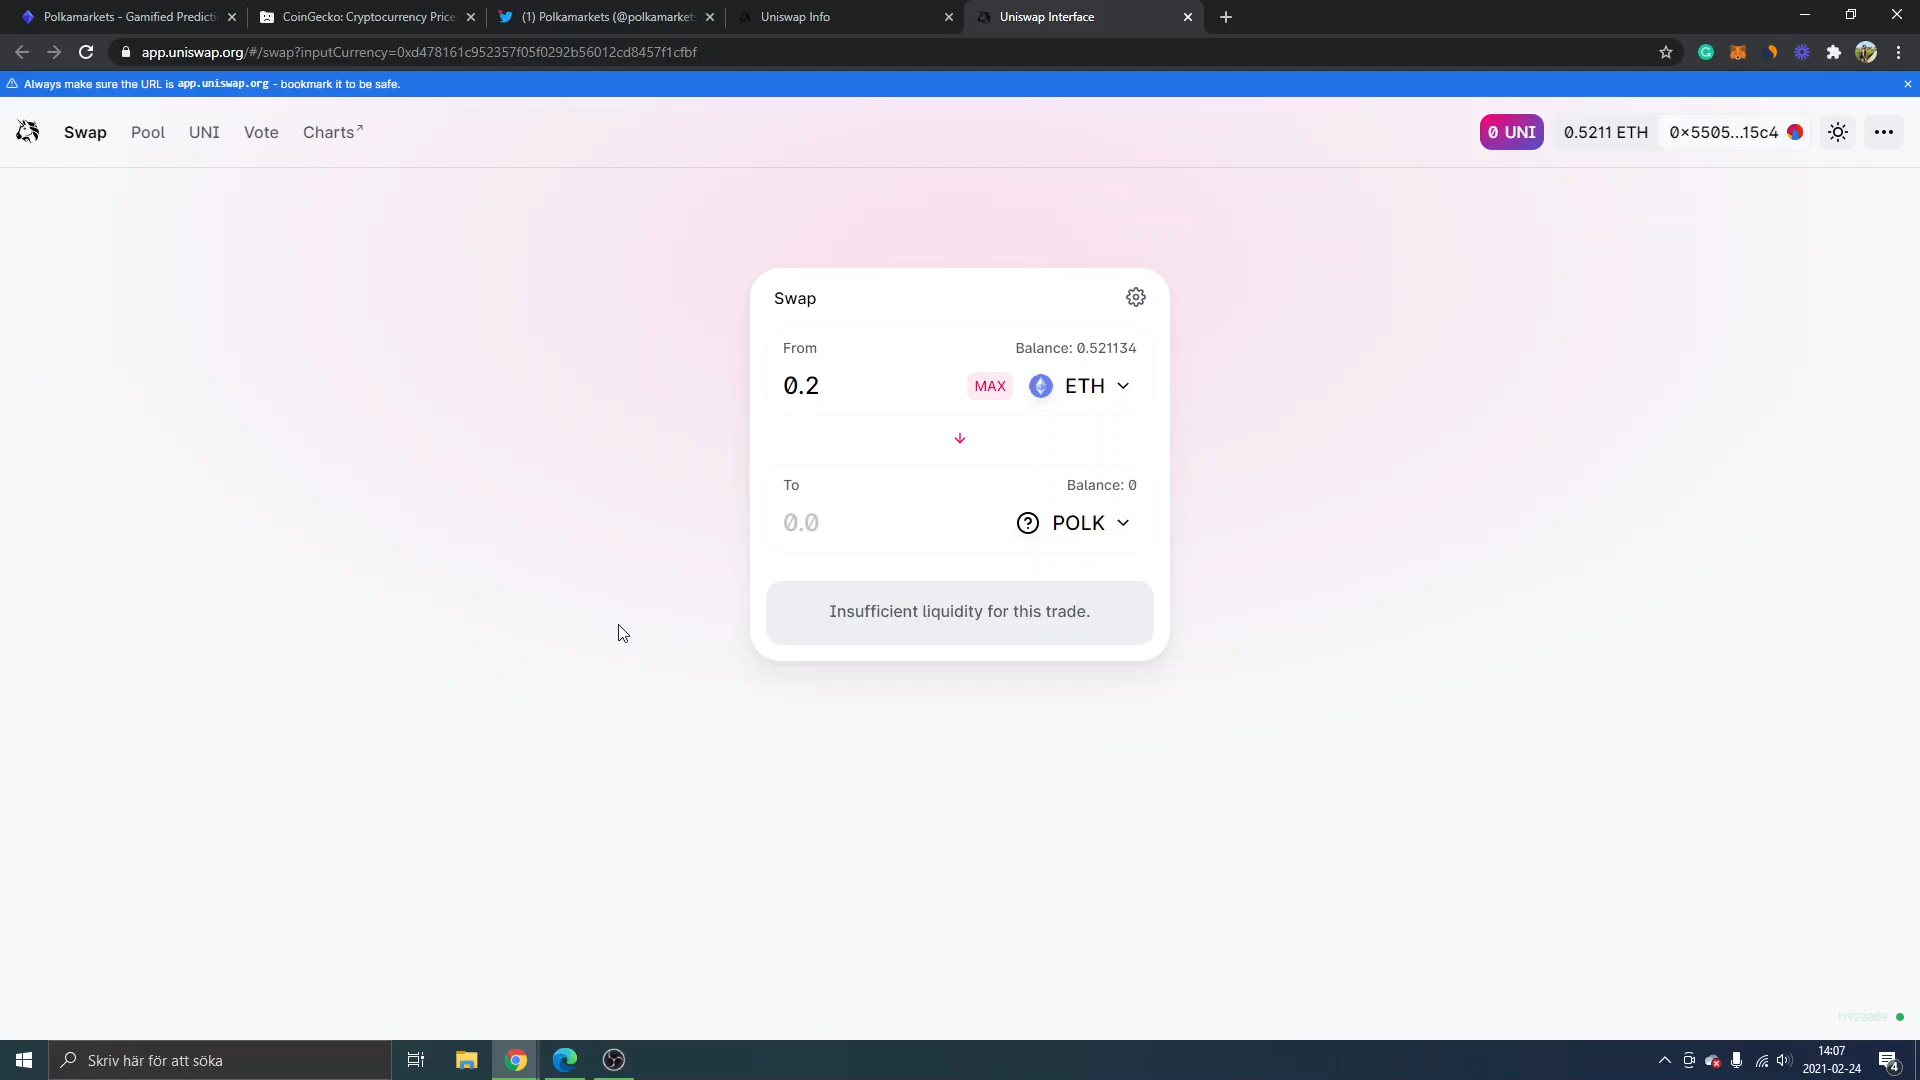 Polkamarkets - Gamified Predicti
CoinGecko: Cryptocurrency Price
(1) Polkamarkets (@polkamarket
Uniswap Info
Uniswap Interface
app.uniswap.org/#/swap?inputCurrency=0xd478161c952357f05f0292b56012cd8457f1cfbf
Always make sure the URL is app.uniswap.org - bookmark it to be safe.
Swap
Pool
UNI
Vote
Charts↗
0 UNI
0.5211 ETH
0×5505...15c4
Swap
From
Balance: 0.521134
0.2
MAX
ETH
To
Balance: 0
0.0
POLK
Insufficient liquidity for this trade.
Skriv här för att söka
14:07
2021-02-24
4